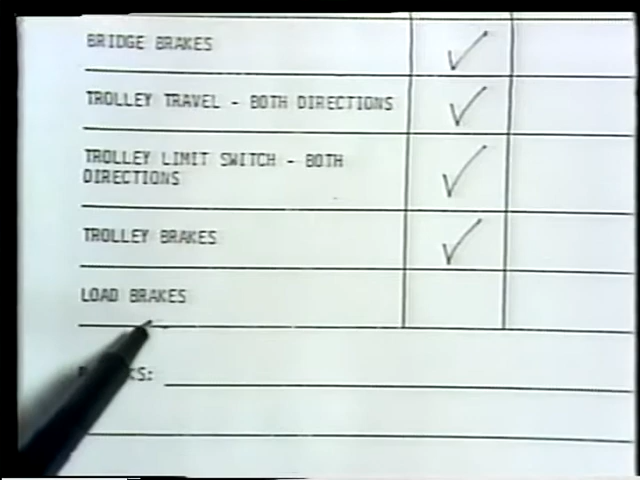 BRIDGE BRAKES
TROLLEY TRAVEL - BOTH DIRECTIONS
TROLLEY LIMIT SWITCH - BOTH
DIRECTIONS
TROLLEY BRAKES
LOAD BRAKES